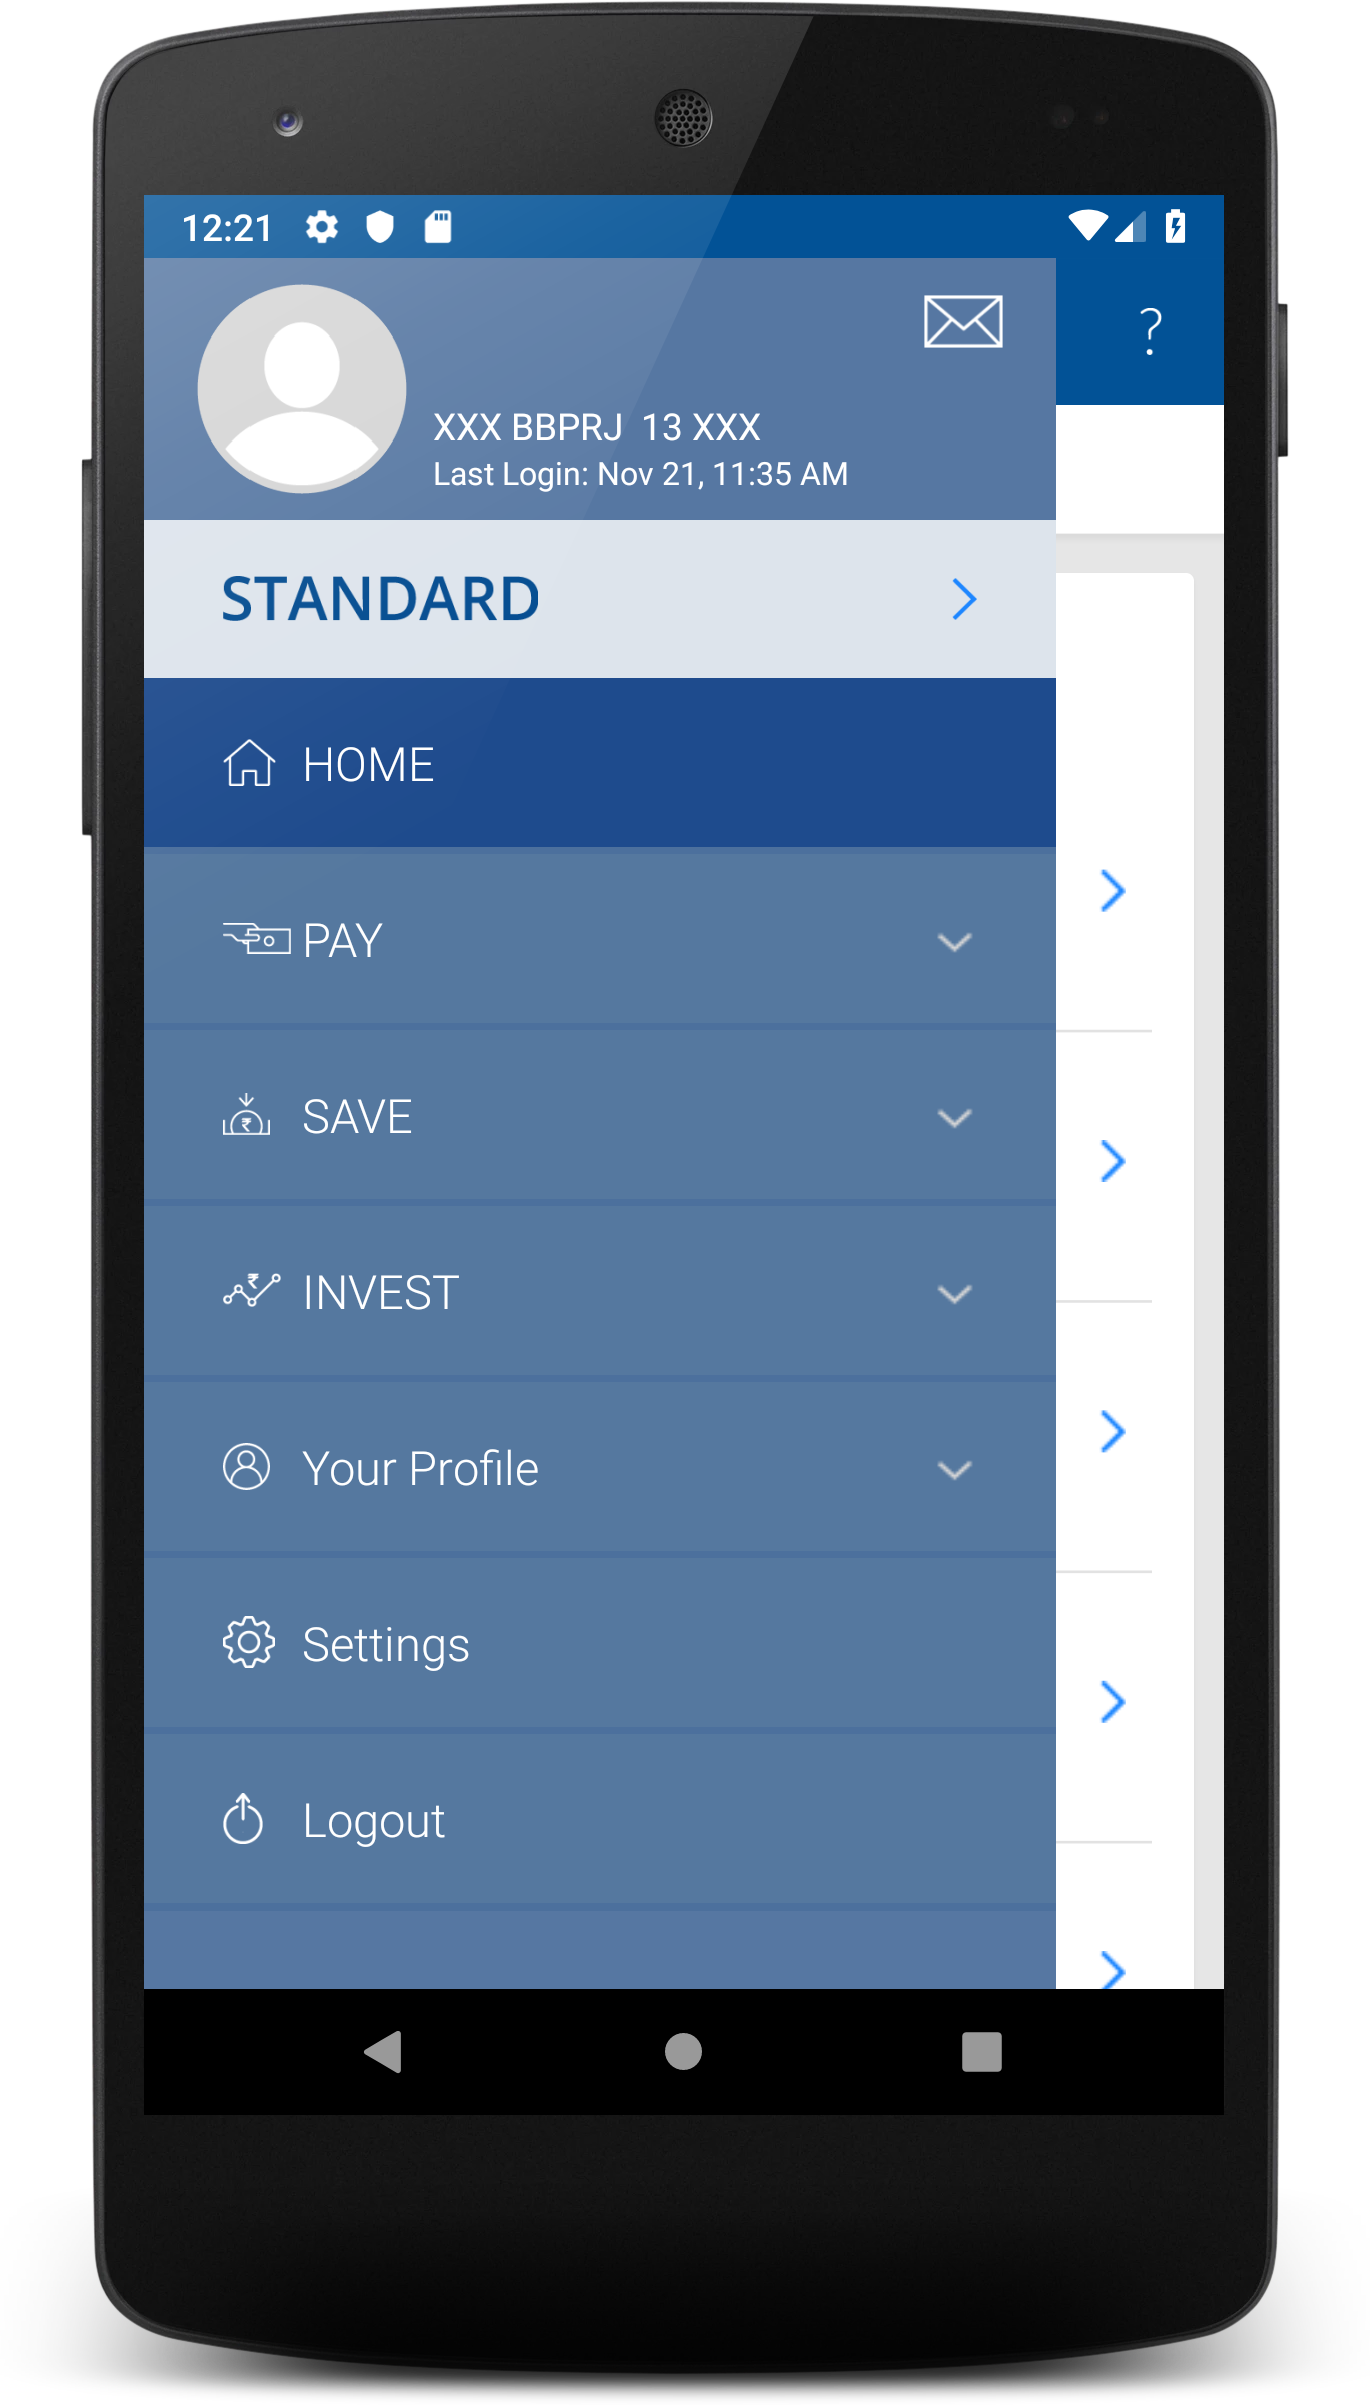 12:21
?
XXX BBPRJ  13 XXX
Last Login: Nov 21, 11:35 AM
STANDARD
HOME
PAY
SAVE
INVEST
Your Profile
Settings
Logout